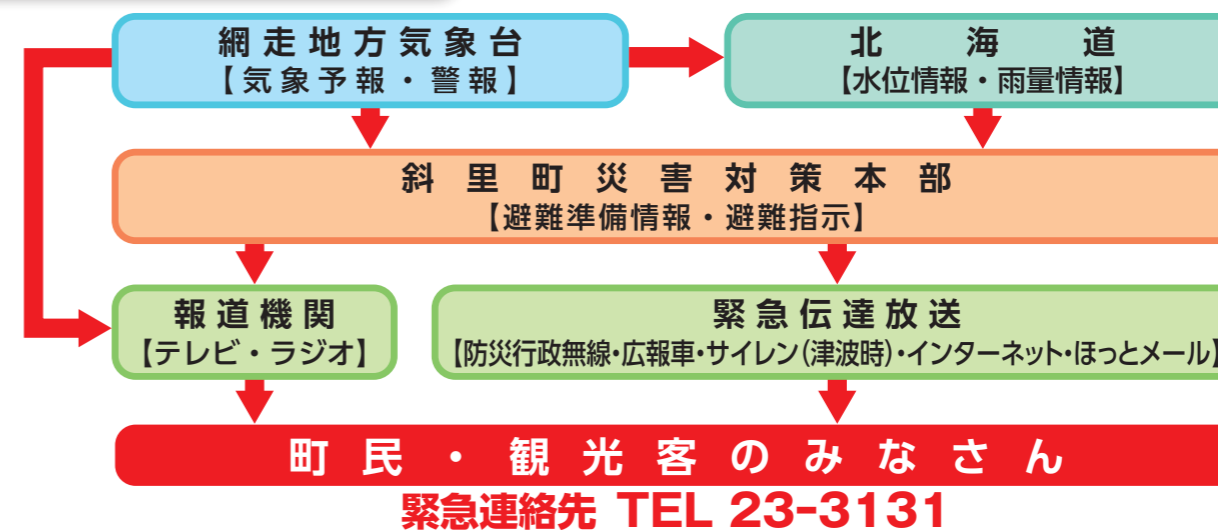 網走地方気象台
【気象予報・警報】
北海道
【水位情報・雨量情報】
斜里町災害対策本部
【避難準備情報・避難指示】
報道機関
【テレビ・ラジオ】
緊急伝達放送
【防災行政無線・広報車・サイレン(津波時)・インターネット・ほっとメール】
町民・観光客のみなさん
緊急連絡先 TEL 23-3131